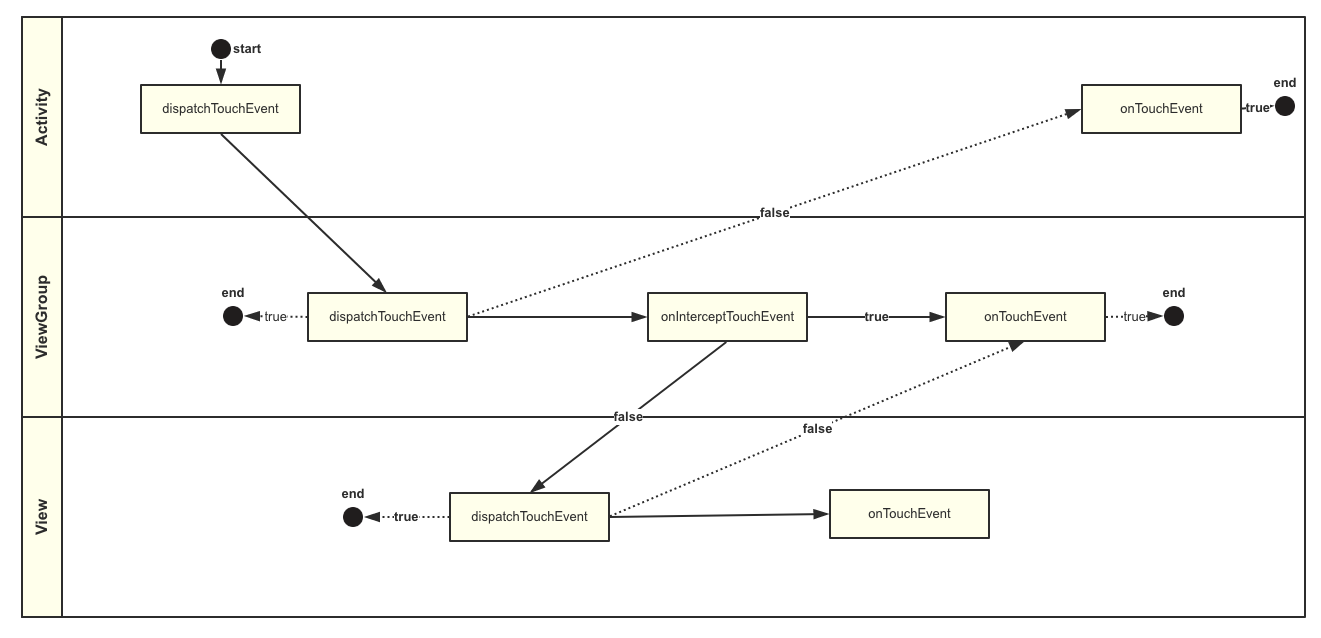 Activity
start
dispatchTouchEvent
onTouchEvent
true
end
false
ViewGroup
end
true
dispatchTouchEvent
onInterceptTouchEvent
true
onTouchEvent
true
end
false
false
View
end
true
dispatchTouchEvent
onTouchEvent